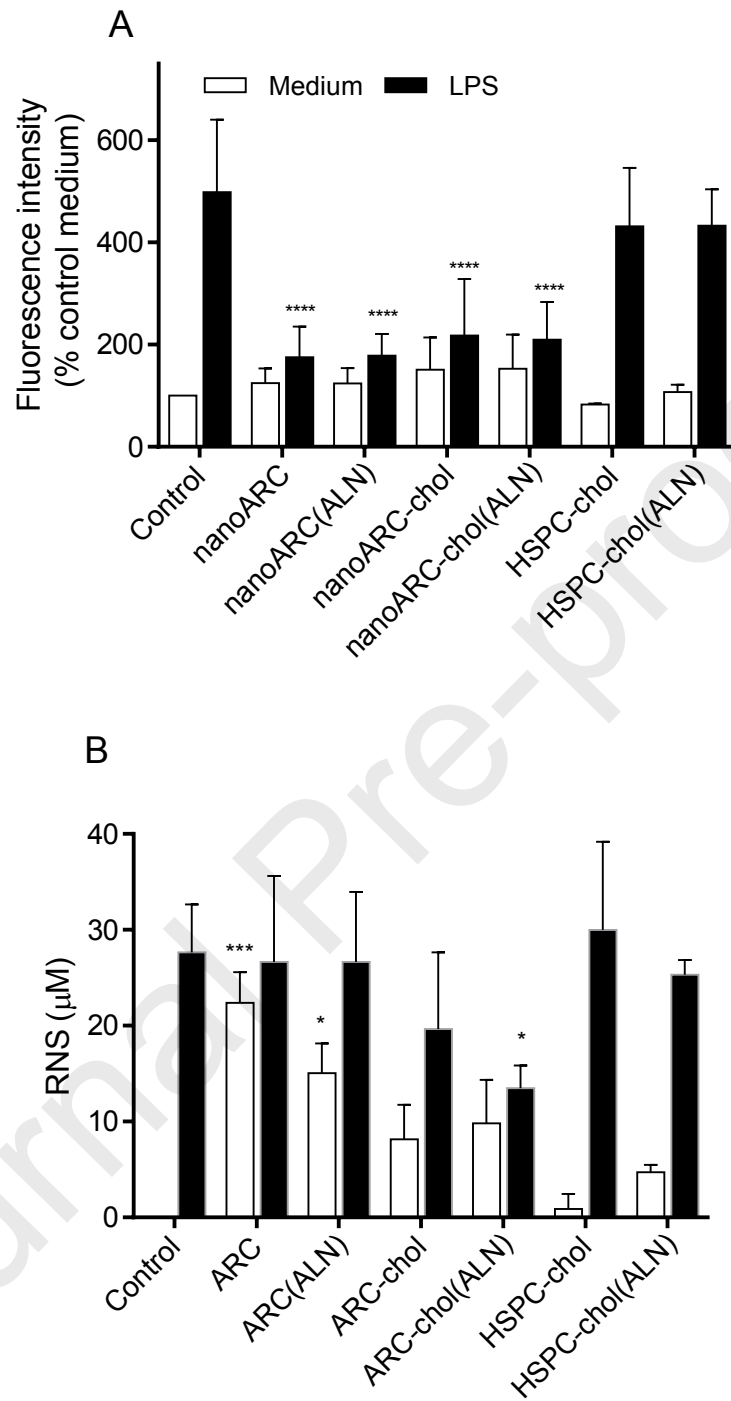 A
Medium LPS
Fluorescence intensity
(% control medium)
600
400
200
0
**** **** **** ****
Control nanoARC nanoARC(ALN) nanoARC-chol nanoARC-chol(ALN) HSPC-chol HSPC-chol(ALN)
B
RNS (μM)
40
30
20
10
0
*** * *
Control ARC ARC(ALN) ARC-chol ARC-chol(ALN) HSPC-chol HSPC-chol(ALN)
urnal Pre-proo